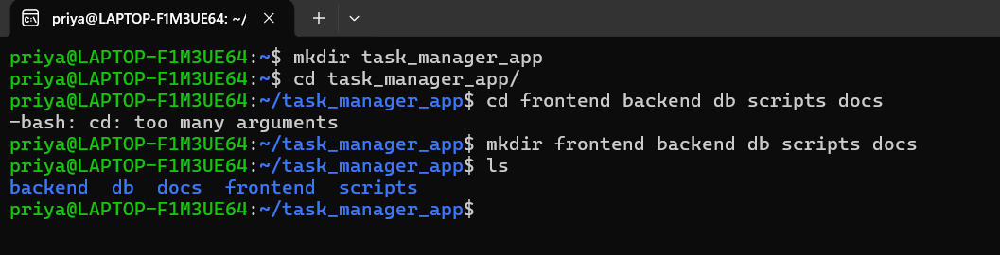 priya@LAPTOP-F1M3UE64: ~/
priya@LAPTOP-F1M3UE64:~$ mkdir task_manager_app
priya@LAPTOP-F1M3UE64:~$ cd task_manager_app/
priya@LAPTOP-F1M3UE64:~/task_manager_app$ cd frontend backend db scripts docs
-bash: cd: too many arguments
priya@LAPTOP-F1M3UE64:~/task_manager_app$ mkdir frontend backend db scripts docs
priya@LAPTOP-F1M3UE64:~/task_manager_app$ ls
backend  db  docs  frontend  scripts
priya@LAPTOP-F1M3UE64:~/task_manager_app$